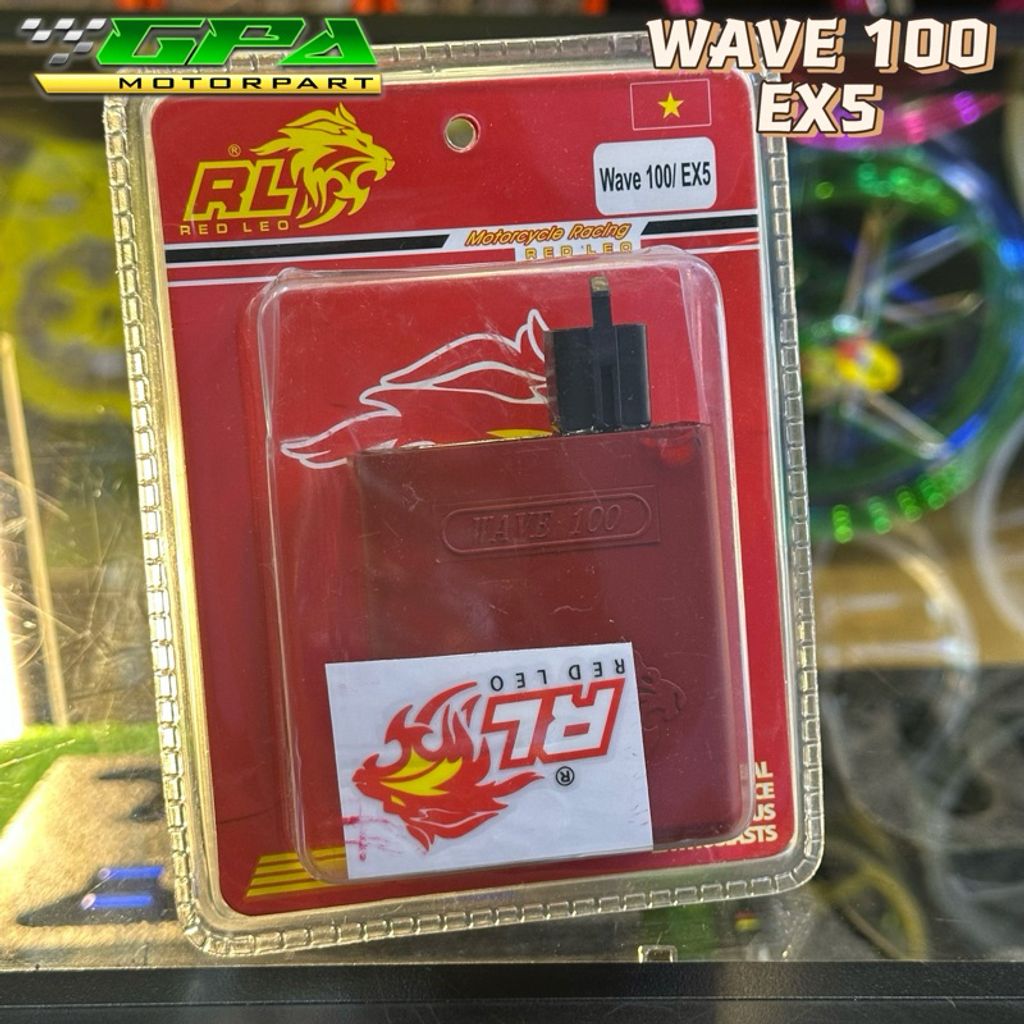 GPA
MOTORPART
WAVE 100
EX5
®
RL
RED LEO
Wave 100/ EX5
Motorcycle Racing
RED LEO
WAVE 100
RED LEO
RL
®